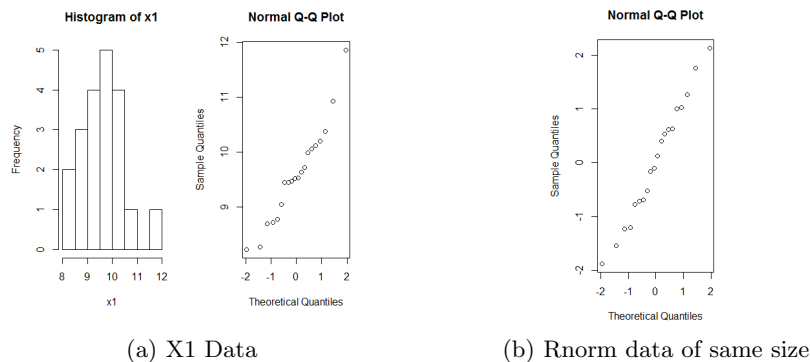 Histogram of x1
Frequency
0 1 2 3 4 5
8 9 10 11 12
x1
Normal Q-Q Plot
Sample Quantiles
9 10 11 12
-2 -1 0 1 2
Theoretical Quantiles
(a) X1 Data
Normal Q-Q Plot
Sample Quantiles
-2 -1 0 1 2
-2 -1 0 1 2
Theoretical Quantiles
(b) Rnorm data of same size